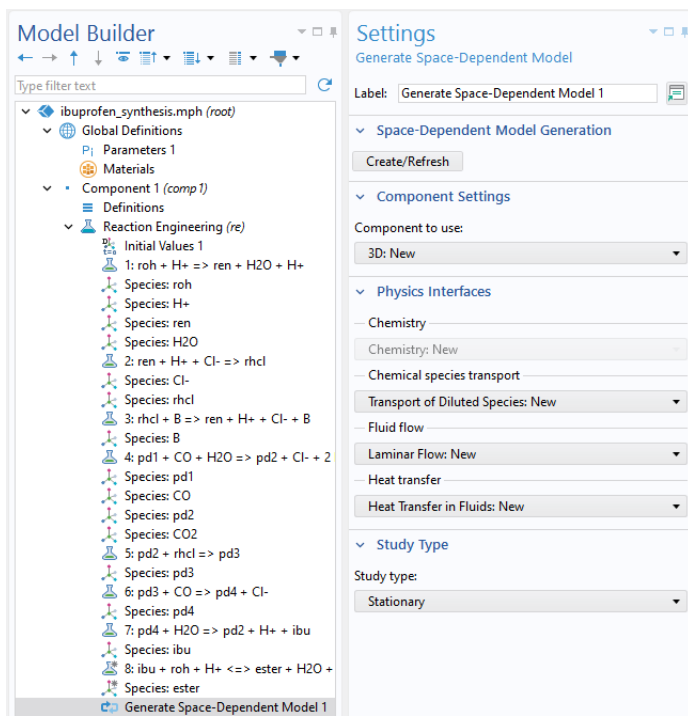 Model Builder
Type filter text
ibuprofen_synthesis.mph (root)
Global Definitions
Pi Parameters 1
Materials
Component 1 (comp1)
Definitions
Reaction Engineering (re)
Initial Values 1
1: roh + H+ => ren + H2O + H+
Species: roh
Species: H+
Species: ren
Species: H2O
2: ren + H+ + Cl- => rhcl
Species: Cl-
Species: rhcl
3: rhcl + B => ren + H+ + Cl- + B
Species: B
4: pd1 + CO + H2O => pd2 + Cl- + 2
Species: pd1
Species: CO
Species: pd2
Species: CO2
5: pd2 + rhcl => pd3
Species: pd3
6: pd3 + CO => pd4 + Cl-
Species: pd4
7: pd4 + H2O => pd2 + H+ + ibu
Species: ibu
8: ibu + roh + H+ <=> ester + H2O +
Species: ester
Generate Space-Dependent Model 1
Settings
Generate Space-Dependent Model
Label: Generate Space-Dependent Model 1
Space-Dependent Model Generation
Create/Refresh
Component Settings
Component to use:
3D: New
Physics Interfaces
Chemistry
Chemistry: New
Chemical species transport
Transport of Diluted Species: New
Fluid flow
Laminar Flow: New
Heat transfer
Heat Transfer in Fluids: New
Study Type
Study type:
Stationary